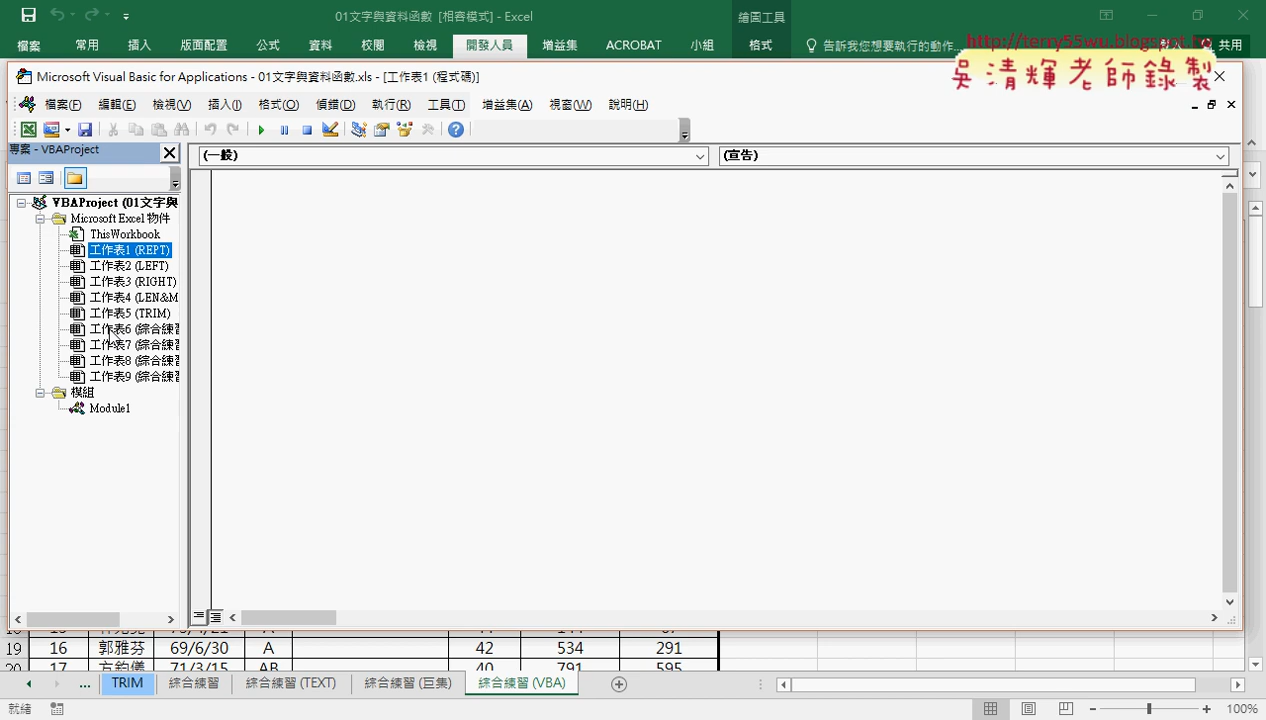 01文字與資料函數 [相容模式] - Excel
繪圖工具
檔案 常用 插入 版面配置 公式 資料 校閱 檢視 開發人員 增益集 ACROBAT 小組 格式 告訴我您想要執行的動作... 共用
http://terry55wu.blogspot.
吳清輝老師錄製
Microsoft Visual Basic for Applications - 01文字與資料函數.xls - [工作表1 (程式碼)]
檔案(F) 編輯(E) 檢視(V) 插入(I) 格式(O) 偵錯(D) 執行(R) 工具(T) 增益集(A) 視窗(W) 說明(H)
專案 - VBAProject
(一般) (宣告)
VBAProject (01文字與
Microsoft Excel 物件
ThisWorkbook
工作表1 (REPT)
工作表2 (LEFT)
工作表3 (RIGHT)
工作表4 (LEN&M
工作表5 (TRIM)
工作表6 (綜合練習
工作表7 (綜合練習
工作表8 (綜合練習
工作表9 (綜合練習
模組
Module1
19 16 郭雅芬 69/6/30 A 42 534 291
20 17 方鈞儀 71/3/15 AB 40 791 595
... TRIM 綜合練習 綜合練習 (TEXT) 綜合練習 (巨集) 綜合練習 (VBA)
就緒 100%